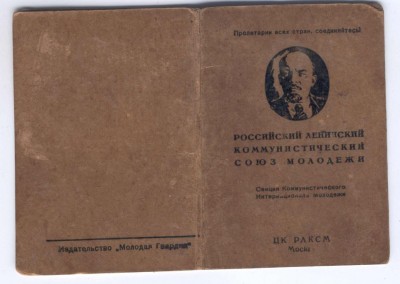 Пролетарии всех стран, соединяйтесь!
РОССИЙСКИЙ ЛЕНИНСКИЙ
КОММУНИСТИЧЕСКИЙ
СОЮЗ МОЛОДЕЖИ
Секция Коммунистического
Интернационала молодежи
ЦК РЛКСМ
Москва
Издательство „Молодая Гвардия"